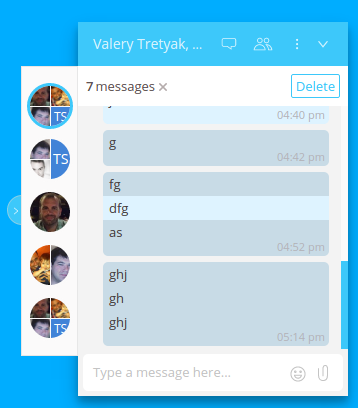 Valery Tretyak, ...
7 messages
Delete
TS
04:40 pm
g
04:42 pm
TS
fg
dfg
as
04:52 pm
ghj
gh
ghj
TS
05:14 pm
Type a message here...